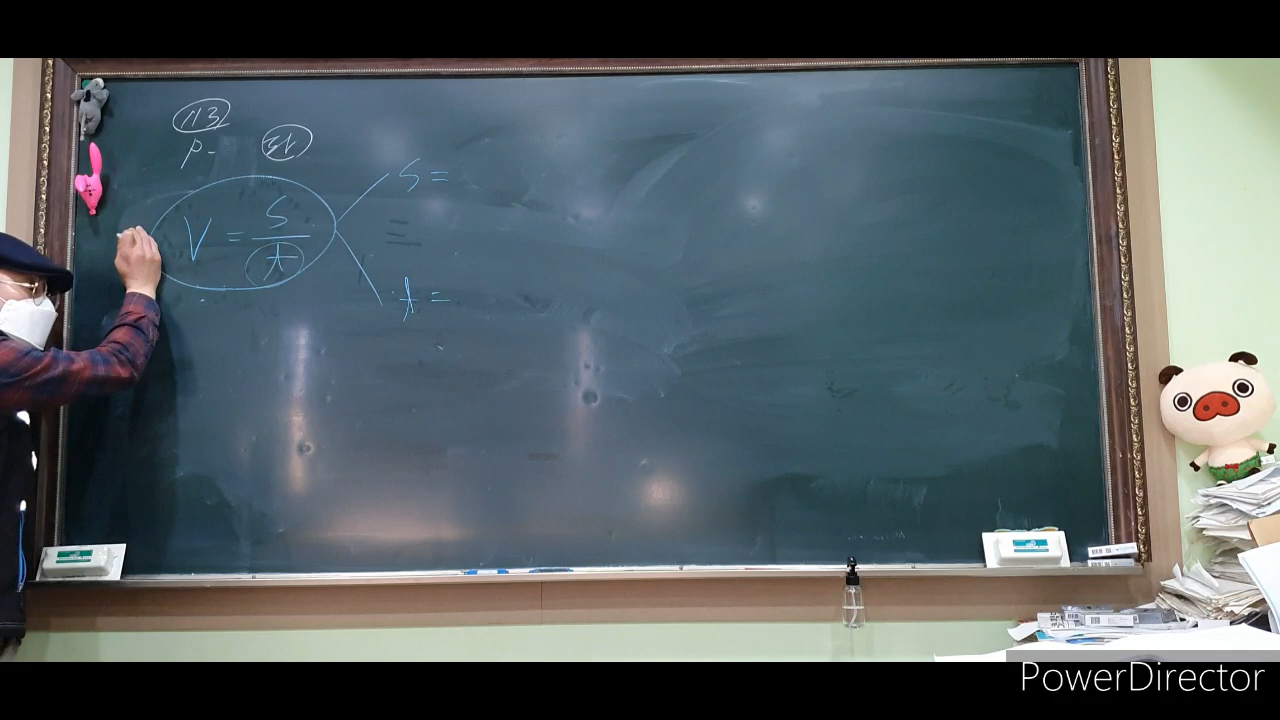 113
P-
V = S/t
S =
t =
PowerDirector